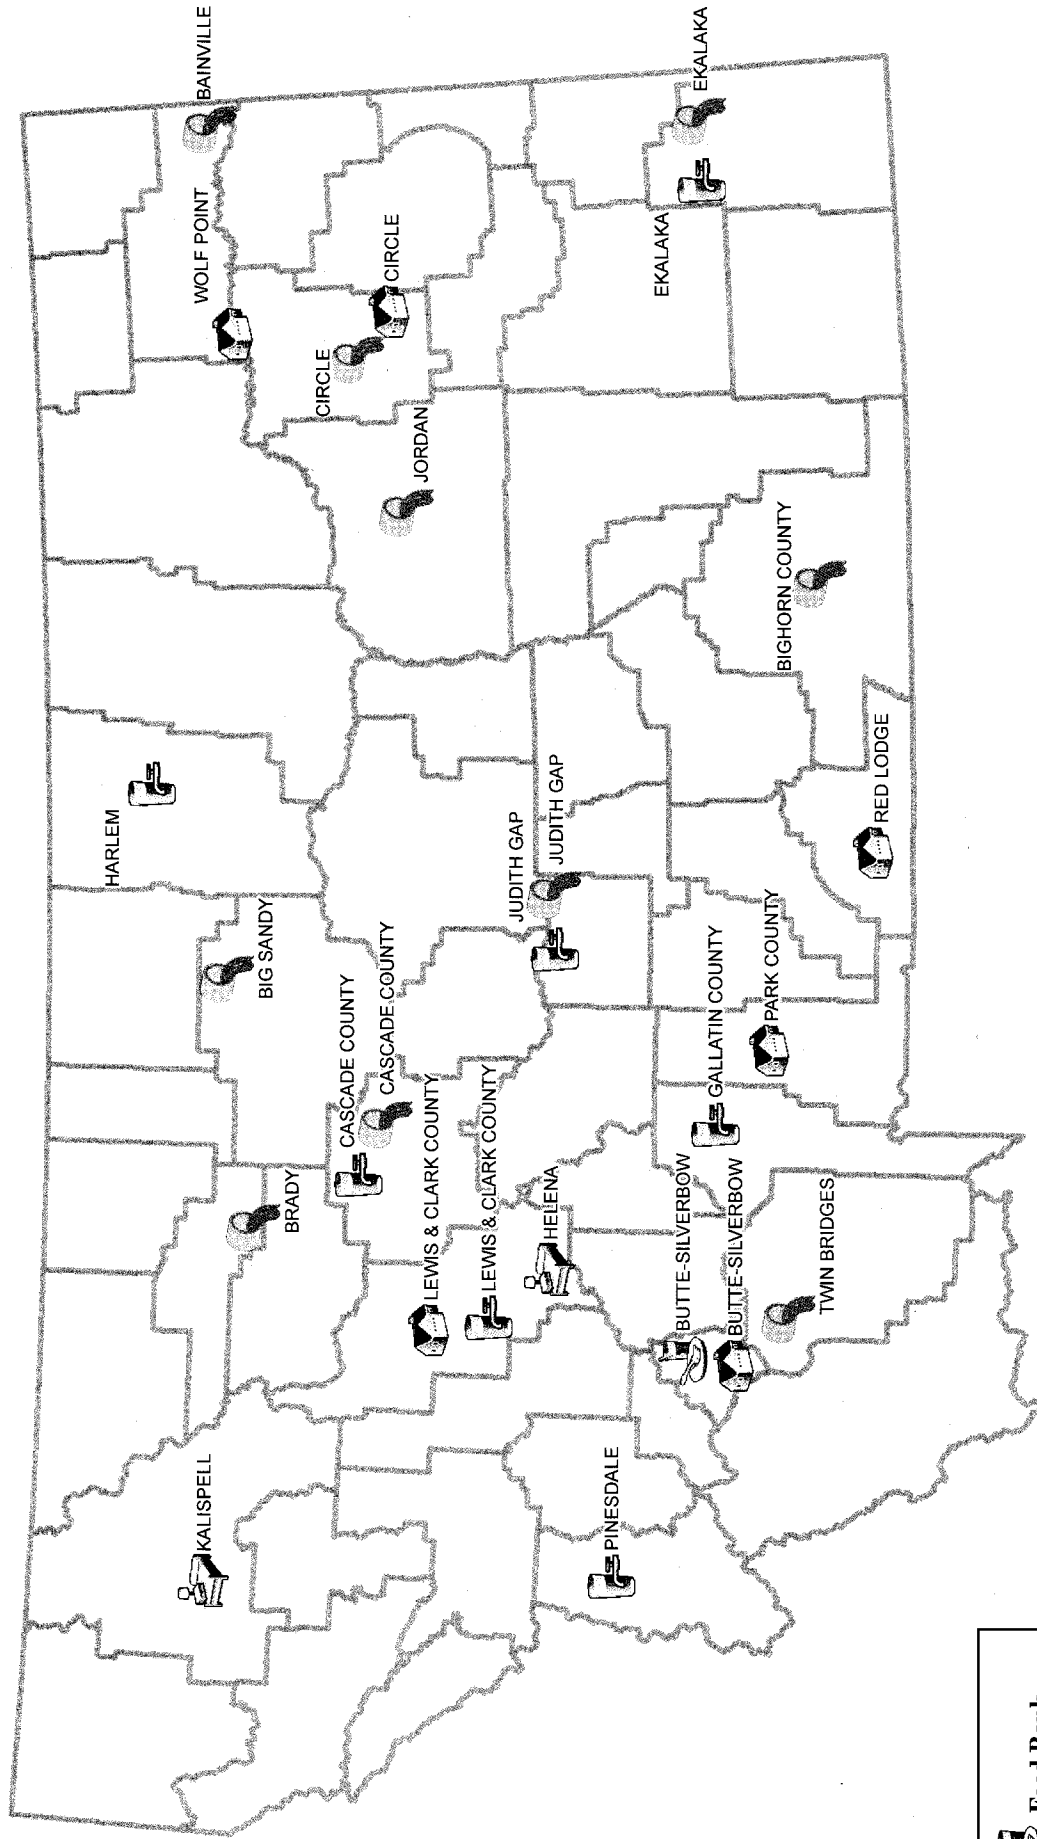 HARLEM
KALISPELL
WOLF POINT
BAINVILLE
BIG SANDY
BRADY
CIRCLE
CASCADE COUNTY
CASCADE COUNTY
CIRCLE
JORDAN
LEWIS & CLARK COUNTY
LEWIS & CLARK COUNTY
JUDITH GAP
HELENA
JUDITH GAP
PINESDALE
EKALAKA
BUTTE-SILVERBOW
EKALAKA
GALLATIN COUNTY
BUTTE-SILVERBOW
PARK COUNTY
BIGHORN COUNTY
TWIN BRIDGES
RED LODGE
Food Bank